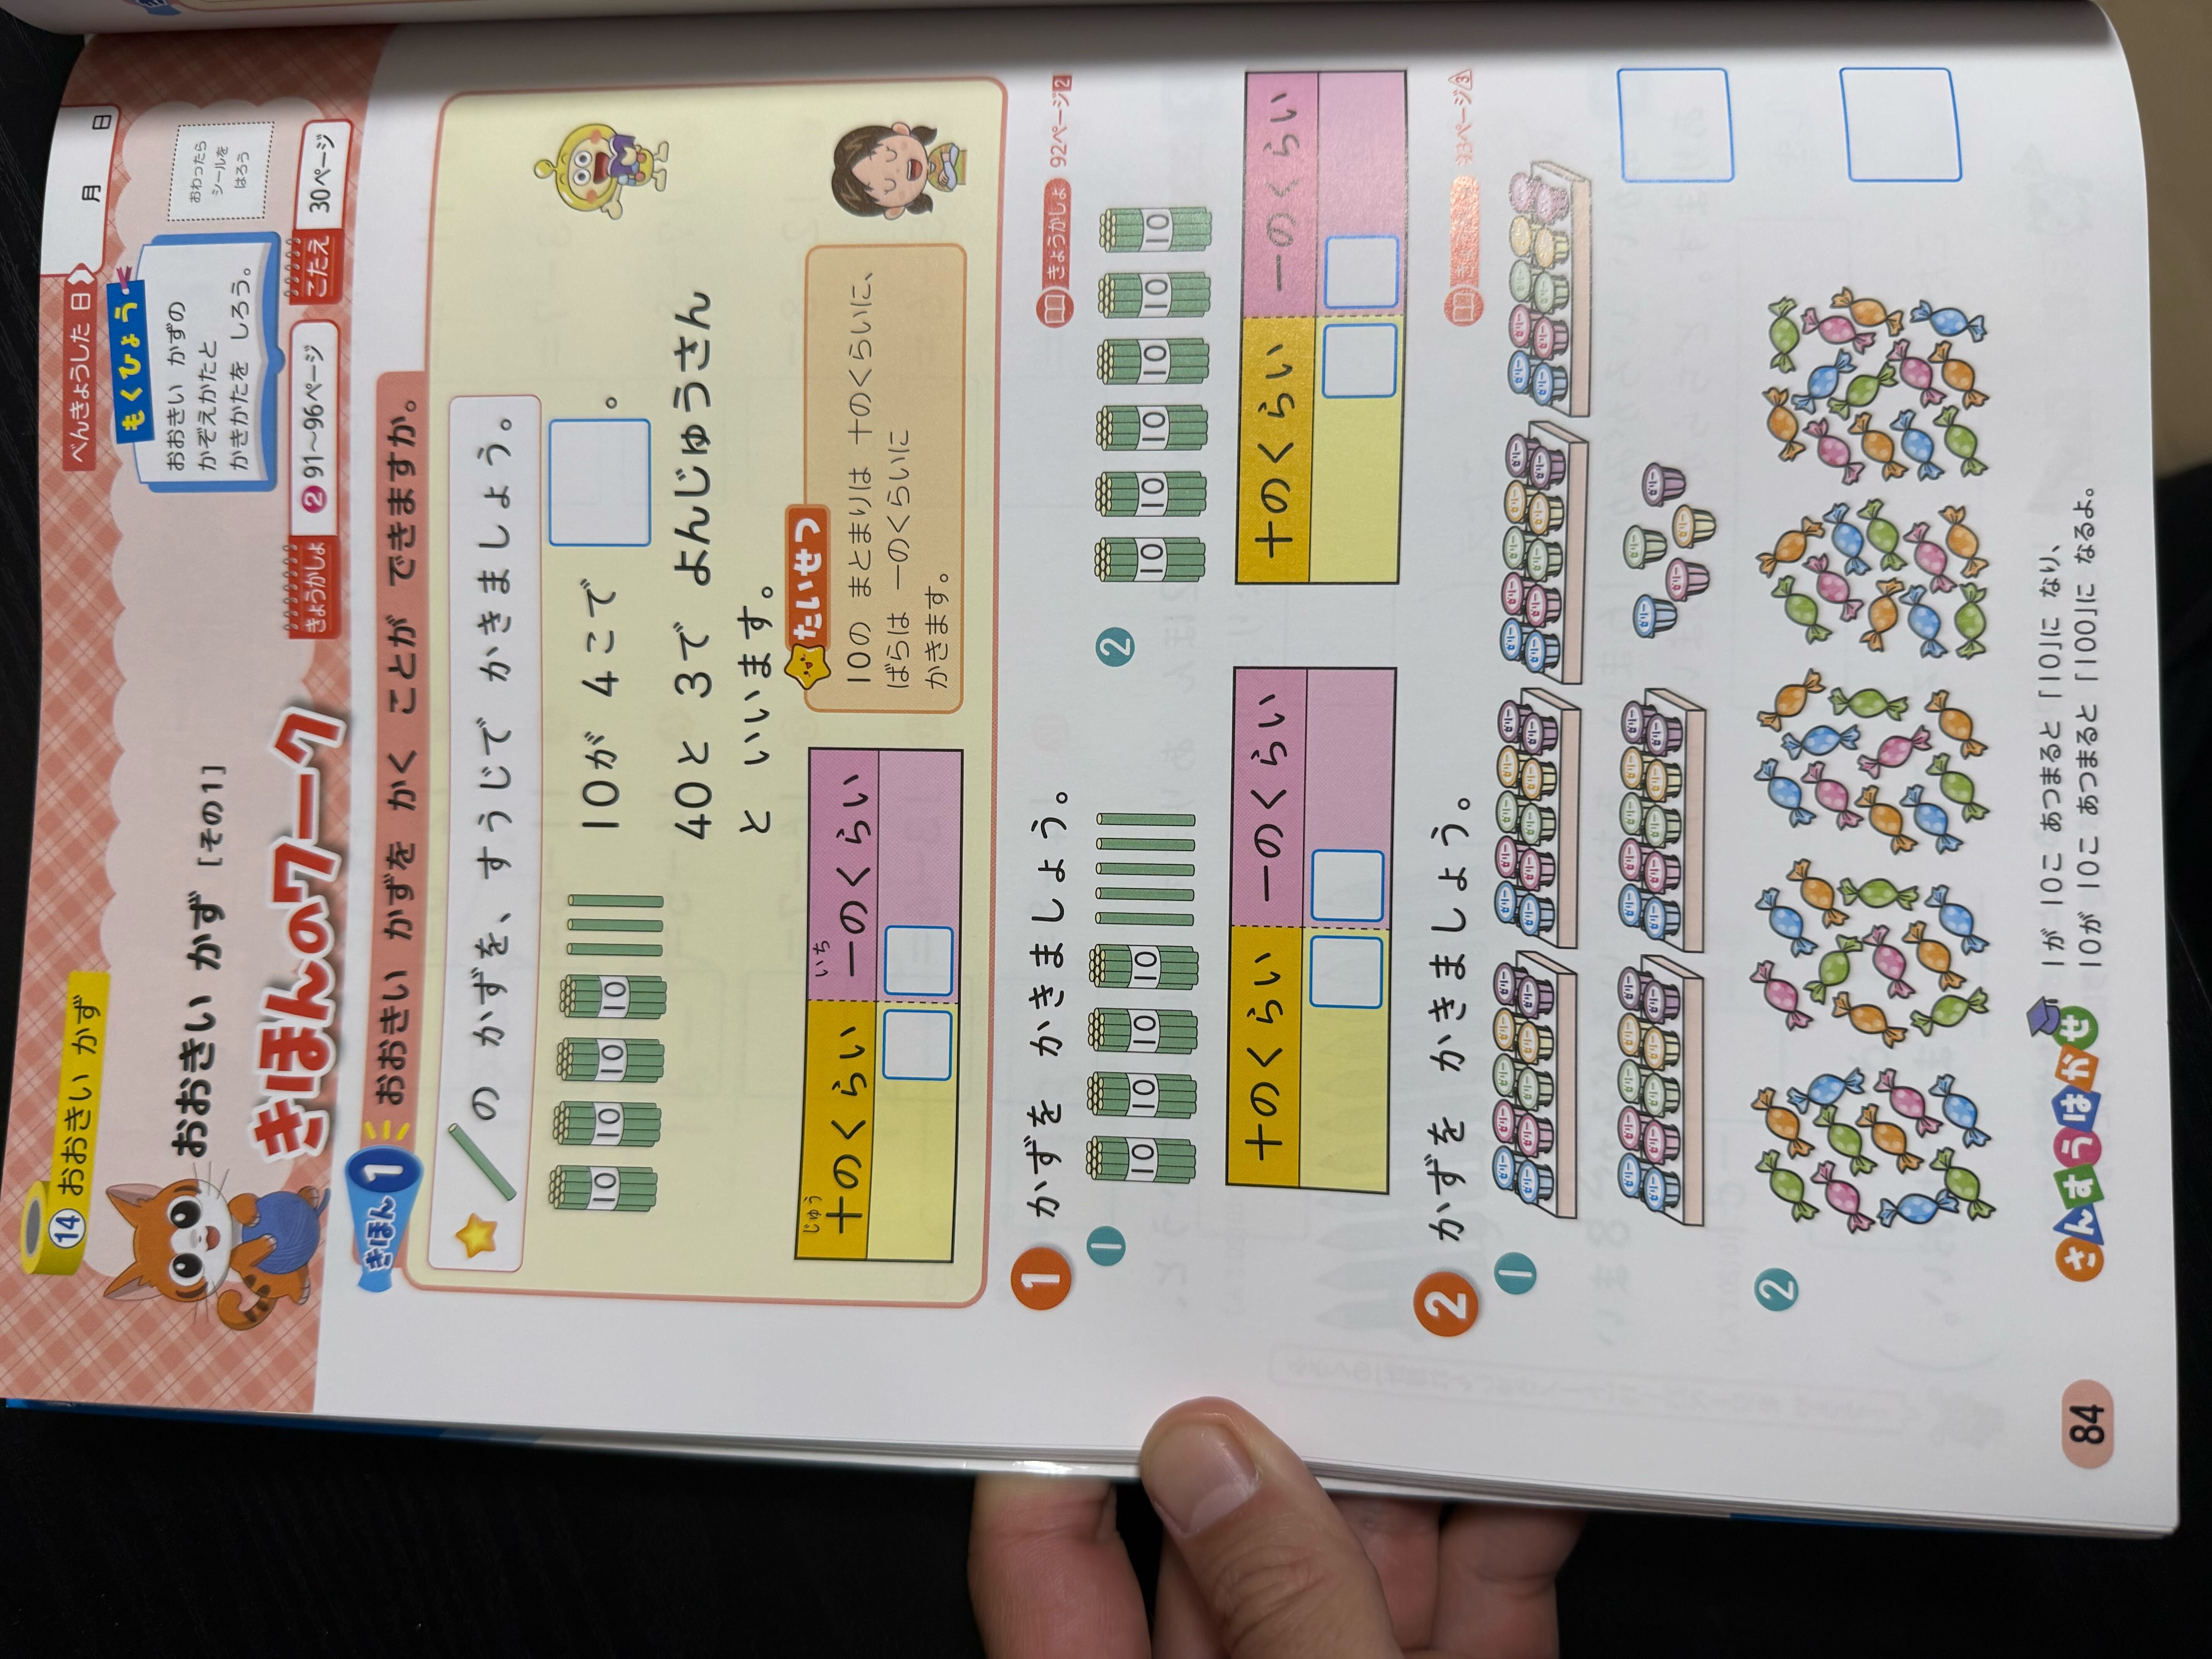 べんきょうした 日
月 日
⑭ おおきい かず
おおきい かず [その1]
きほんのワーク
もくひょう
おおきい かずの
かぞえかたと
かきかたを しろう。
おわったら
シールを
はろう
きょうかしょ ② 91〜96ページ
こたえ 30ページ
きほん 1 おおきい かずを かく ことが できますか。
の かずを、すうじで かきましょう。
10 10 10 10
10が 4こで 。
40と 3で よんじゅうさん
と いいます。
じゅう
十のくらい
いち
一のくらい
たいせつ
10の まとまりは 十のくらいに、
ばらは 一のくらいに
かきます。
1 かずを かきましょう。
きょうかしょ 92ページ2
1
10 10 10 10
十のくらい 一のくらい
2
10 10 10 10 10 10
十のくらい 一のくらい
2 かずを かきましょう。
93ページ3
1
2
さんすうはかせ
1が 10こ あつまると「10」に なり、
10が 10こ あつまると「100」に なるよ。
84